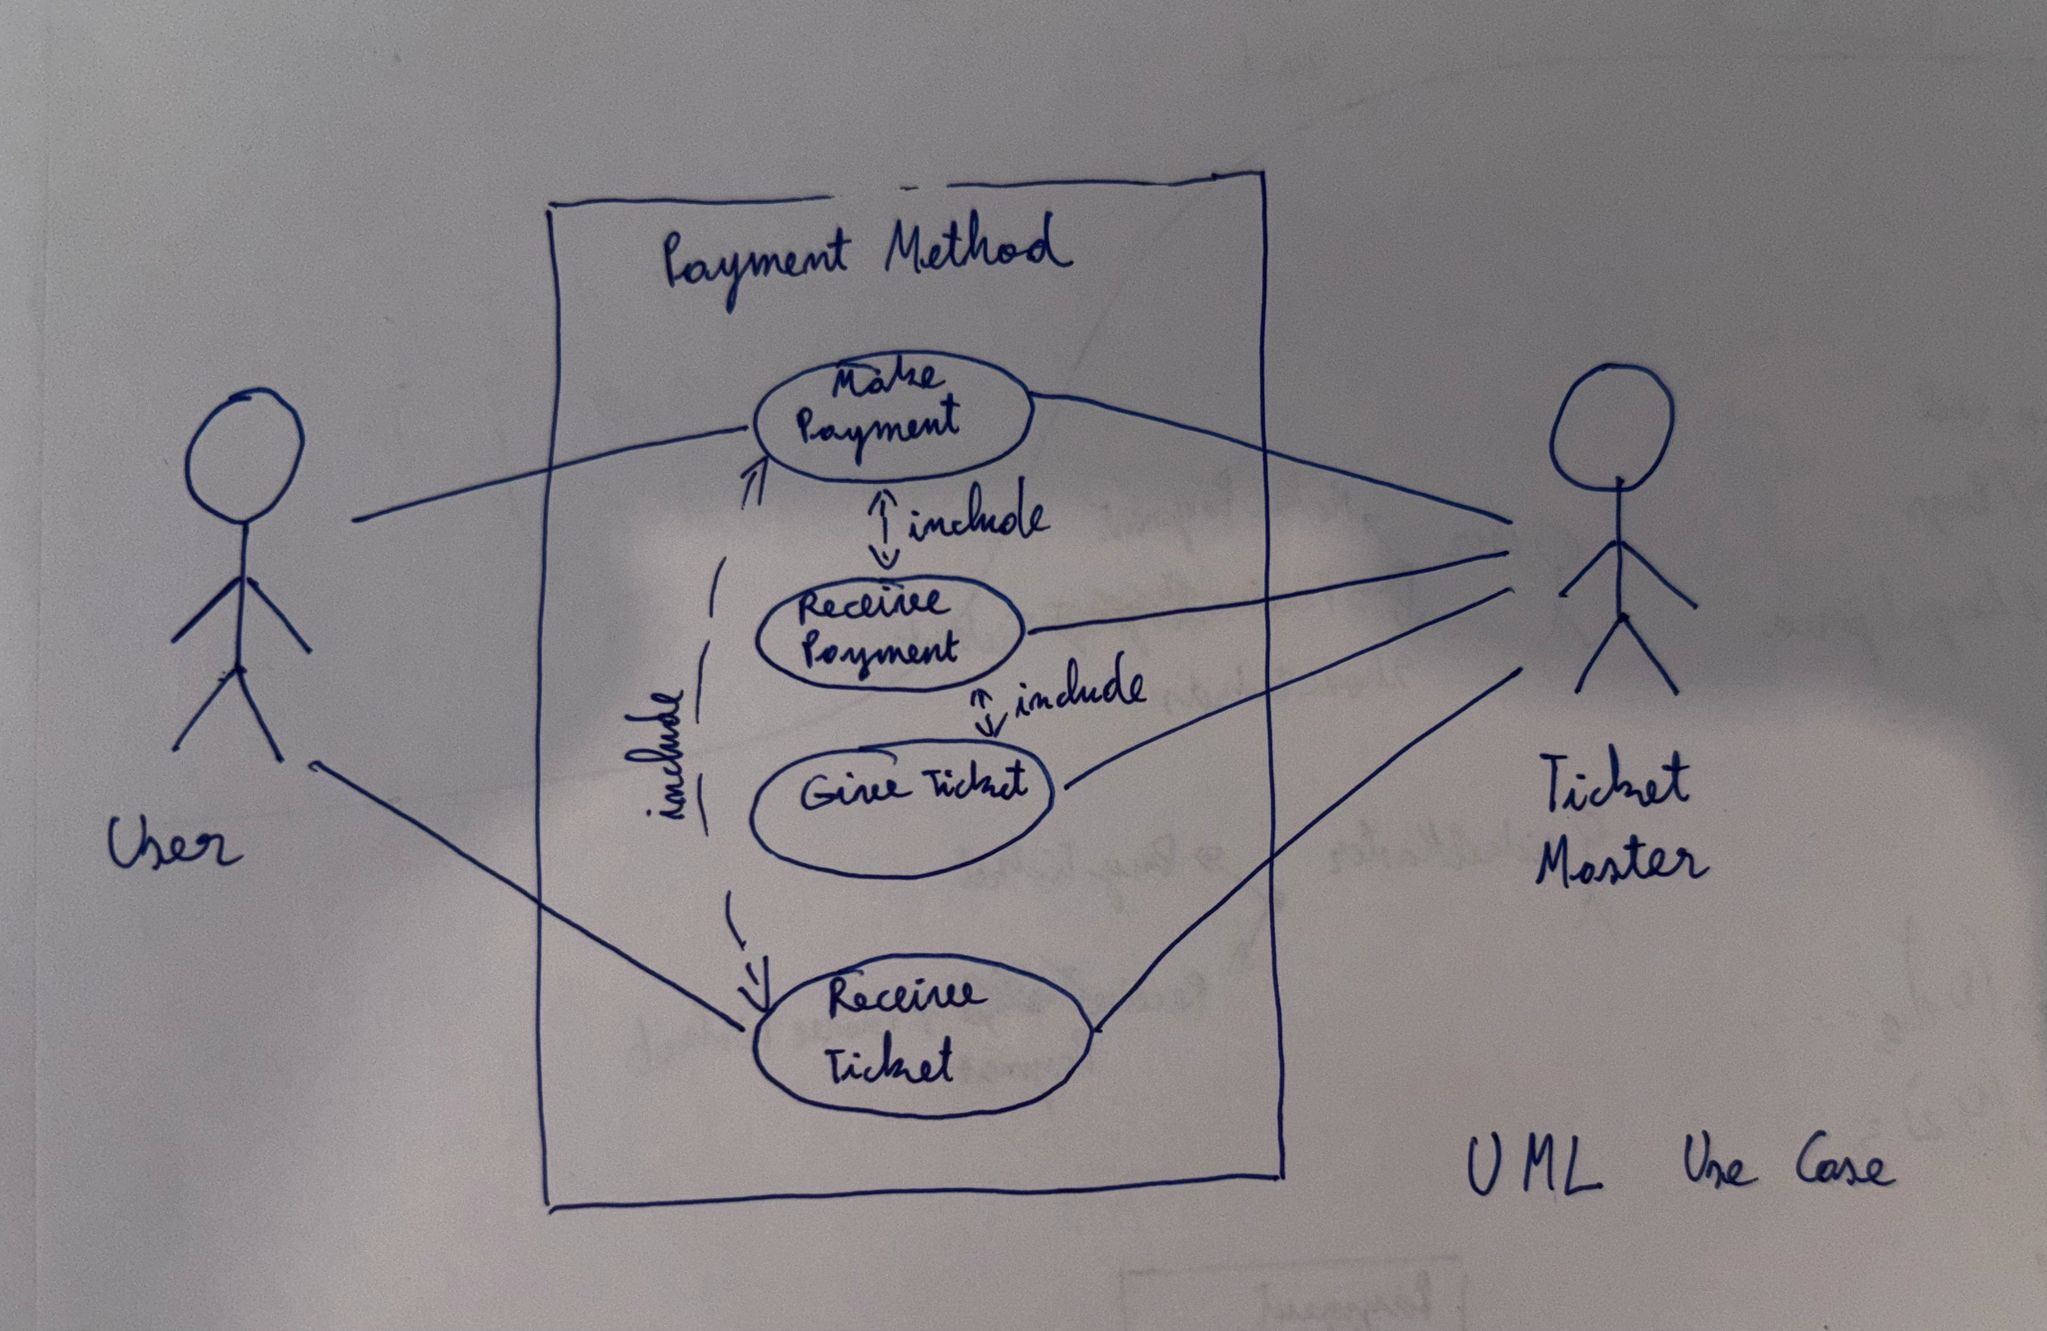 Payment Method
Make
Payment
include
Receive
Payment
include
include
Give Ticket
Receive
Ticket
User
Ticket
Master
UML Use Case
Payment